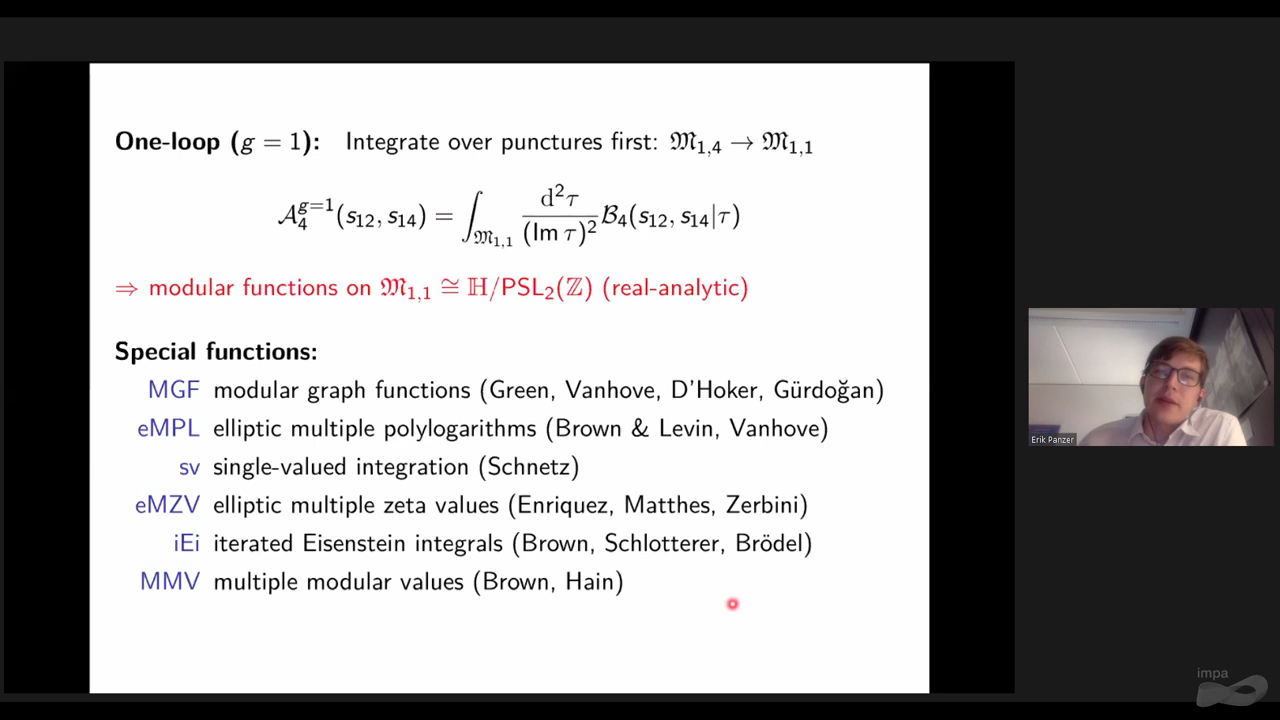 One-loop (g = 1): Integrate over punctures first: 𝔐₁,₄ → 𝔐₁,₁
𝒜₄^{g=1}(s₁₂, s₁₄) = ∫_{𝔐₁,₁} d²τ/(Im τ)² ℬ₄(s₁₂, s₁₄|τ)
⇒ modular functions on 𝔐₁,₁ ≅ ℍ/PSL₂(ℤ) (real-analytic)
Special functions:
MGF modular graph functions (Green, Vanhove, D'Hoker, Gürdoğan)
eMPL elliptic multiple polylogarithms (Brown & Levin, Vanhove)
sv single-valued integration (Schnetz)
eMZV elliptic multiple zeta values (Enriquez, Matthes, Zerbini)
iEi iterated Eisenstein integrals (Brown, Schlotterer, Brödel)
MMV multiple modular values (Brown, Hain)
Erik Panzer
impa